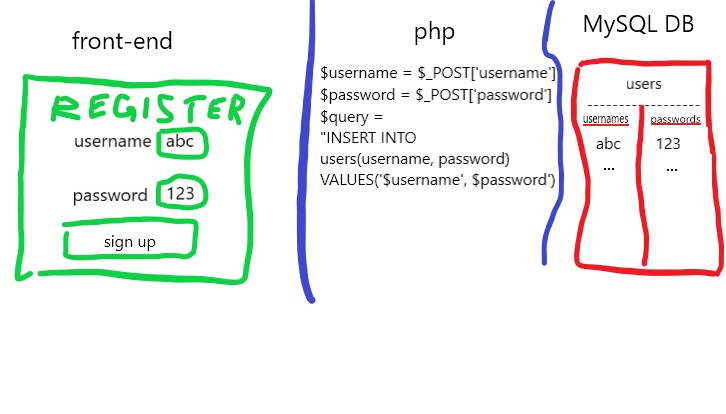 front-end
REGISTER
username abc
password 123
sign up
php
$username = $_POST['username']
$password = $_POST['password']
$query =
"INSERT INTO
users(username, password)
VALUES('$username', $password')
MySQL DB
users
usernames passwords
abc 123
... ...